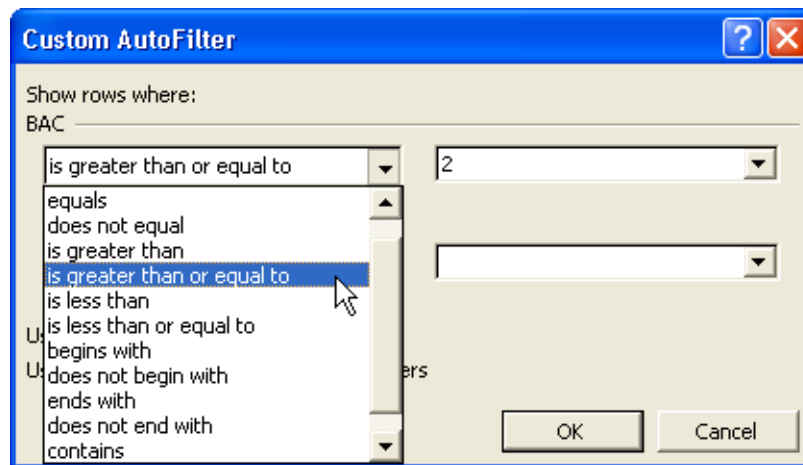 Custom AutoFilter
Show rows where:
BAC
is greater than or equal to
2
equals
does not equal
is greater than
is greater than or equal to
is less than
is less than or equal to
begins with
does not begin with
ends with
does not end with
contains
OK
Cancel